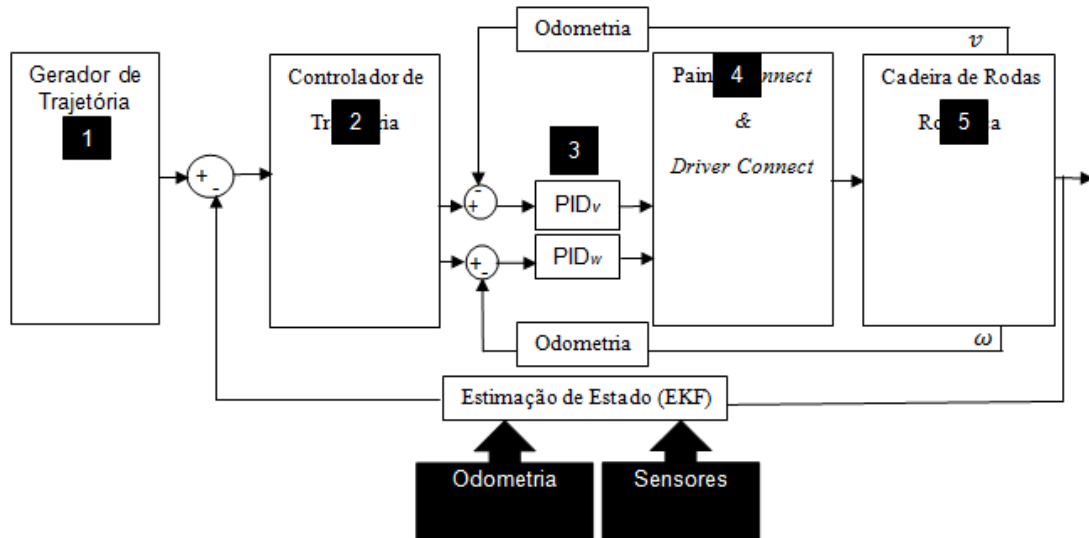 Odometria
v
Gerador de
Trajetória
1
Controlador de
2
3
4
&
Driver Connect
Cadeira de Rodas
5
+
-
-
+
PIDv
+
-
PIDw
Odometria
ω
Estimação de Estado (EKF)
Odometria
Sensores